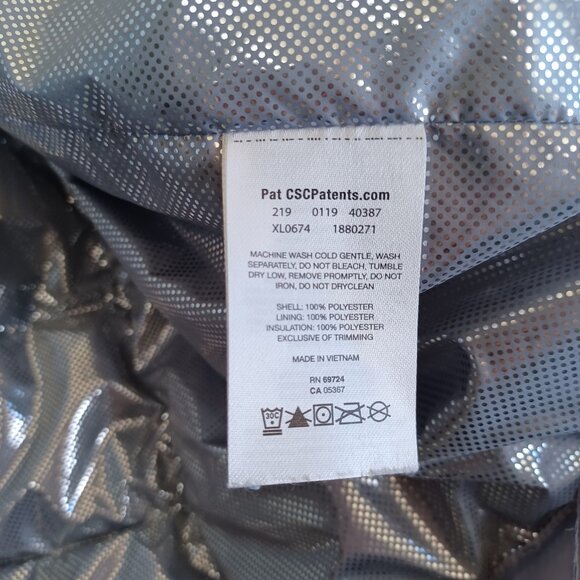 Pat CSCPatents.com
219 0119 40387
XL0674 1880271
MACHINE WASH COLD GENTLE, WASH
SEPARATELY, DO NOT BLEACH, TUMBLE
DRY LOW, REMOVE PROMPTLY, DO NOT
IRON, DO NOT DRYCLEAN
SHELL: 100% POLYESTER
LINING: 100% POLYESTER
INSULATION: 100% POLYESTER
EXCLUSIVE OF TRIMMING
MADE IN VIETNAM
RN 69724
CA 05367
30C